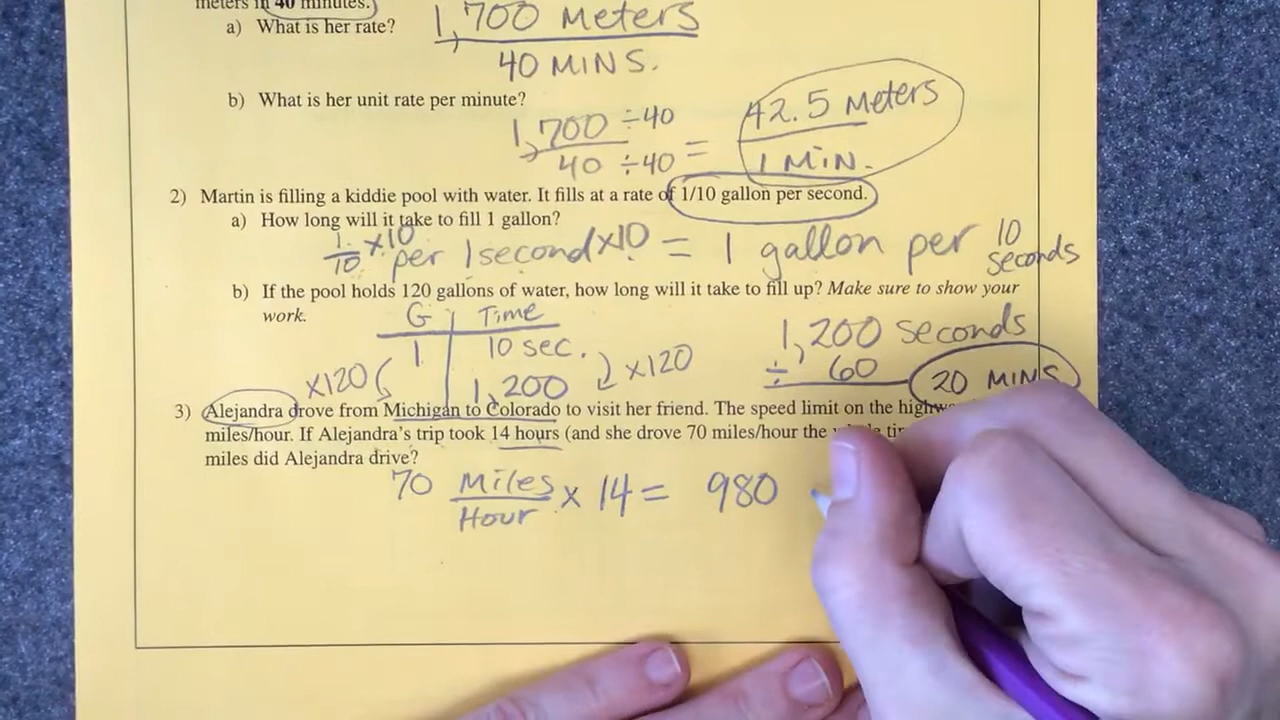 meters in 40 minutes.
a) What is her rate?
1,700 Meters
40 MINS.
b) What is her unit rate per minute?
1,700 ÷40
40 ÷40
=
42.5 Meters
1 MIN.
2) Martin is filling a kiddie pool with water. It fills at a rate of 1/10 gallon per second.
a) How long will it take to fill 1 gallon?
1/10 ×10 per 1 second ×10 = 1 gallon per 10 seconds
b) If the pool holds 120 gallons of water, how long will it take to fill up? Make sure to show your
work.
G Time
1 10 sec.
×120 1,200 ×120
1,200 seconds
÷ 60
20 MINS
3) Alejandra drove from Michigan to Colorado to visit her friend. The speed limit on the
miles/hour. If Alejandra's trip took 14 hours (and she drove 70 miles/hour the
miles did Alejandra drive?
70 Miles/Hour × 14 = 980